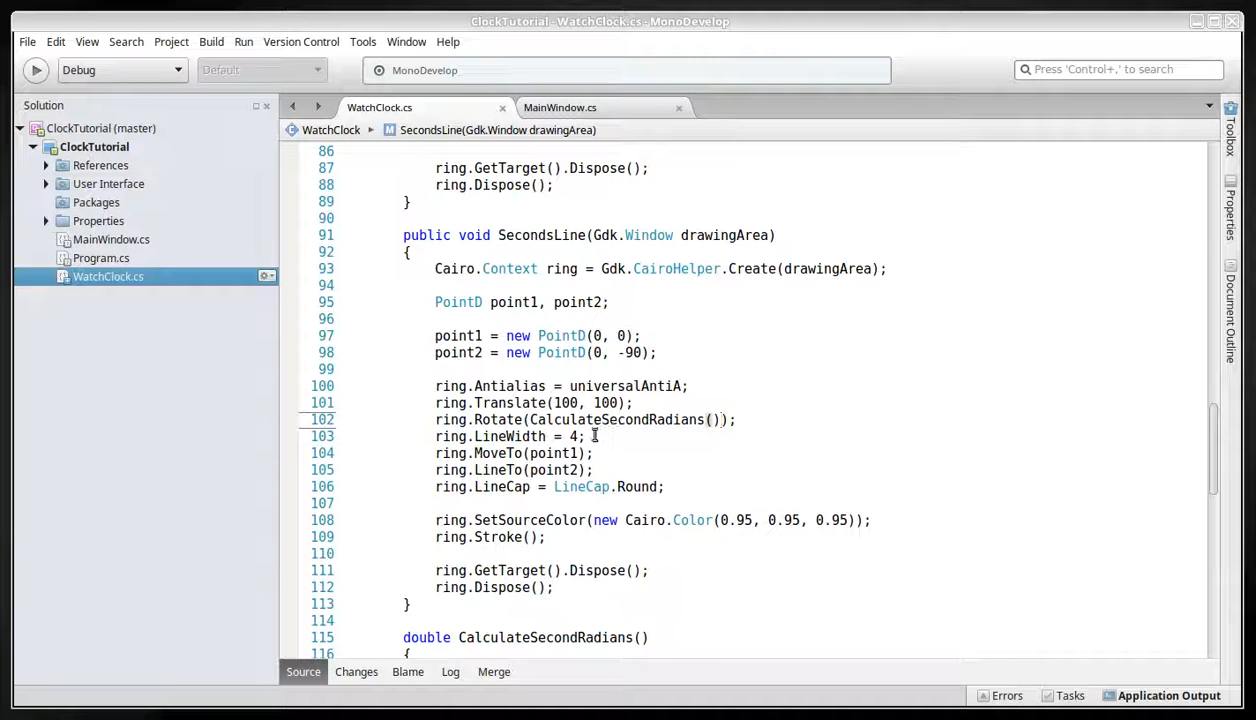 ClockTutorial - WatchClock.cs - MonoDevelop
File Edit View Search Project Build Run Version Control Tools Window Help
Debug Default MonoDevelop Press 'Control+,' to search
Solution
WatchClock.cs MainWindow.cs
ClockTutorial (master)
ClockTutorial
References
User Interface
Packages
Properties
MainWindow.cs
Program.cs
WatchClock.cs
WatchClock SecondsLine(Gdk.Window drawingArea)
86
87 ring.GetTarget().Dispose();
88 ring.Dispose();
89 }
90
91 public void SecondsLine(Gdk.Window drawingArea)
92 {
93 Cairo.Context ring = Gdk.CairoHelper.Create(drawingArea);
94
95 PointD point1, point2;
96
97 point1 = new PointD(0, 0);
98 point2 = new PointD(0, -90);
99
100 ring.Antialias = universalAntiA;
101 ring.Translate(100, 100);
102 ring.Rotate(CalculateSecondRadians());
103 ring.LineWidth = 4;
104 ring.MoveTo(point1);
105 ring.LineTo(point2);
106 ring.LineCap = LineCap.Round;
107
108 ring.SetSourceColor(new Cairo.Color(0.95, 0.95, 0.95));
109 ring.Stroke();
110
111 ring.GetTarget().Dispose();
112 ring.Dispose();
113 }
114
115 double CalculateSecondRadians()
116 {
Toolbox
Properties
Document Outline
Source Changes Blame Log Merge
Errors Tasks Application Output